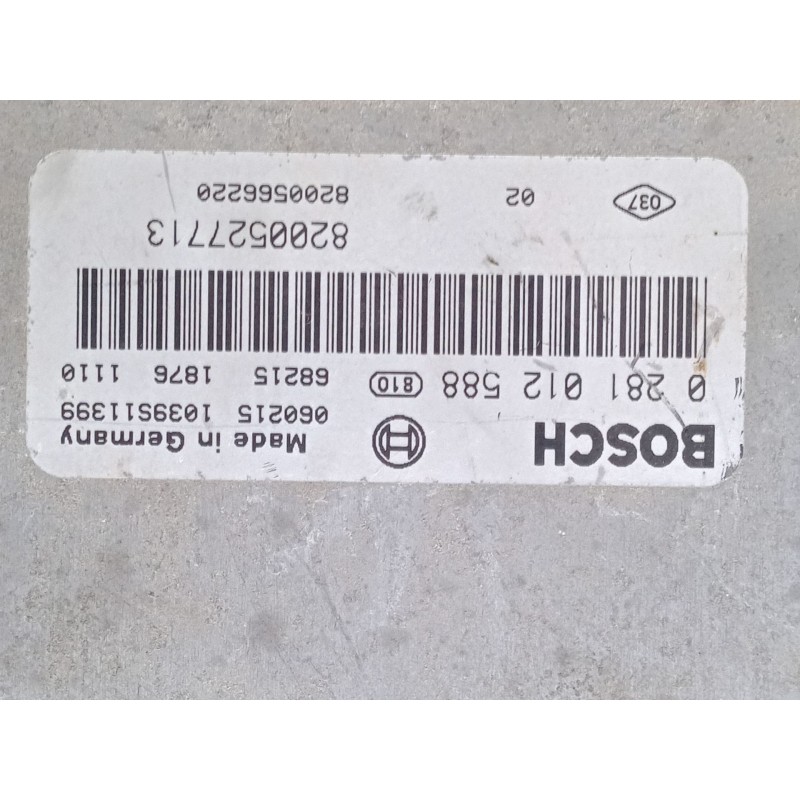 BOSCH
Made in Germany
060215 1039S11399
0 281 012 588 810 68215 1876 1110
8200527713
037 02 8200566220